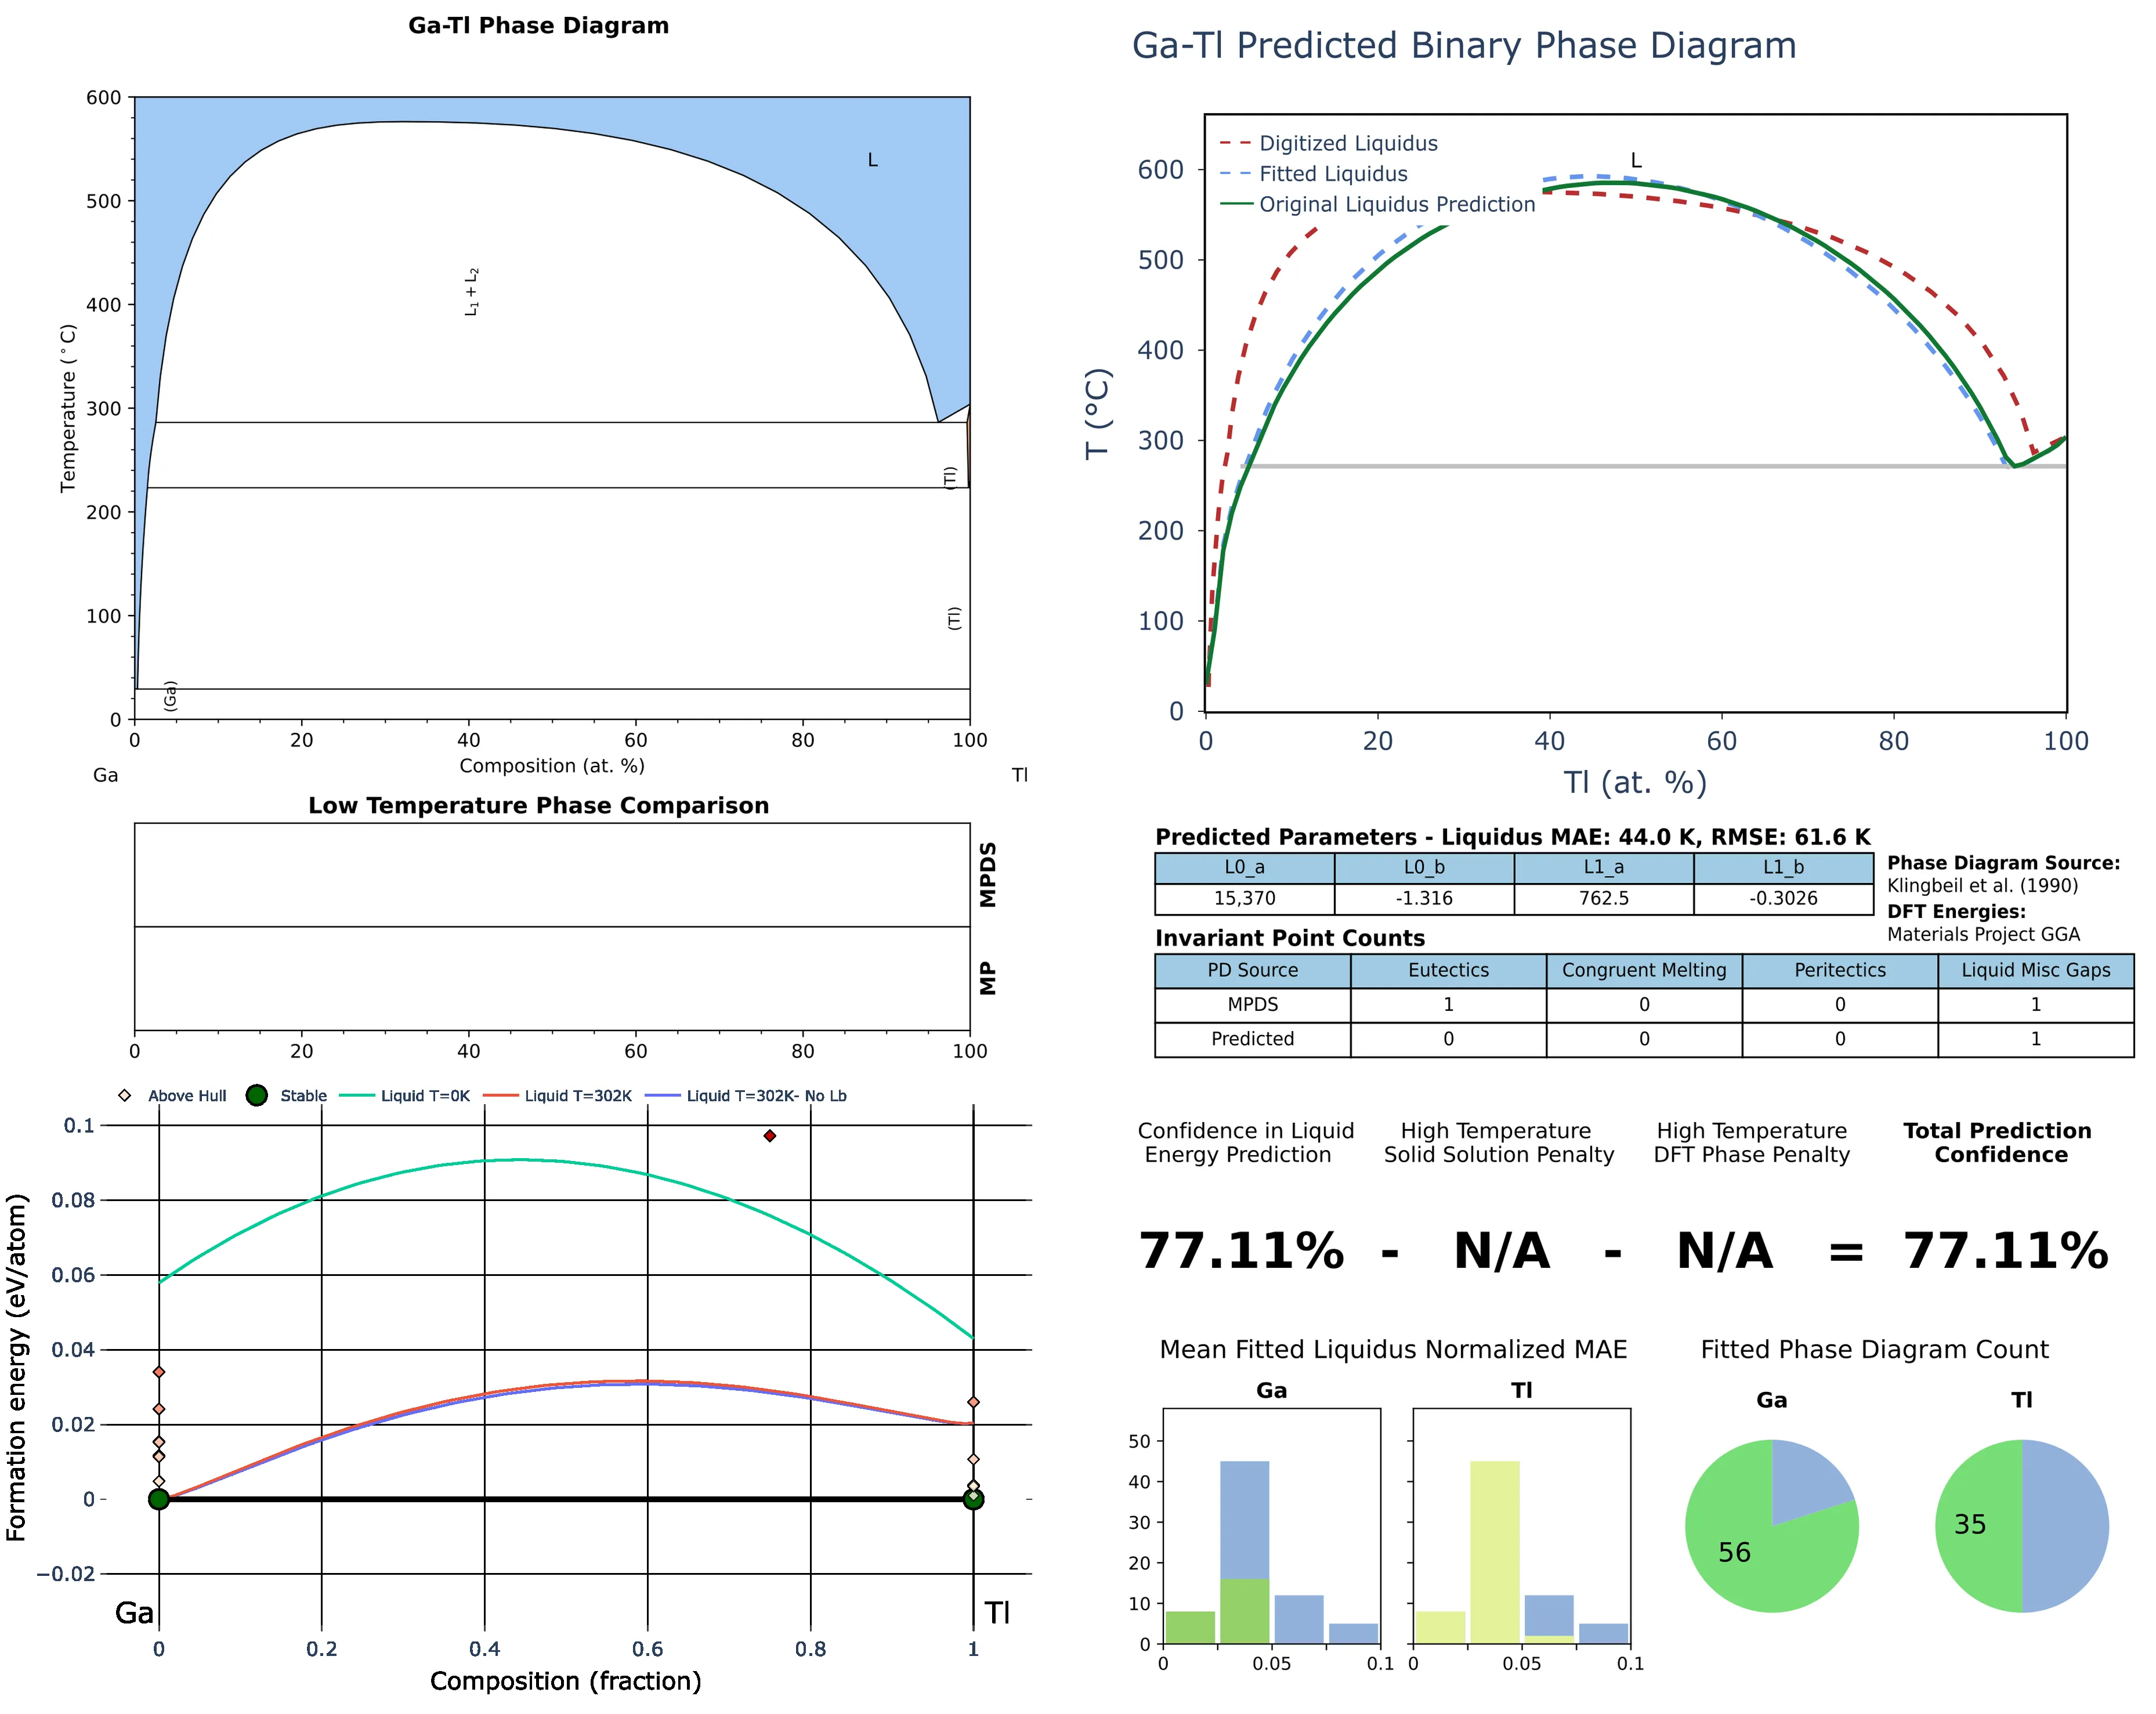 Ga-Tl Phase Diagram
600
500
400
300
200
100
0
Temperature (°C)
L
L₁ + L₂
(Tl)
(Tl)
(Ga)
0 20 40 60 80 100
Composition (at. %)
Ga Tl
Ga-Tl Predicted Binary Phase Diagram
Digitized Liquidus
Fitted Liquidus
Original Liquidus Prediction
L
600
500
400
300
200
100
0
T (°C)
0 20 40 60 80 100
Tl (at. %)
Low Temperature Phase Comparison
MPDS
MP
0 20 40 60 80 100
Predicted Parameters - Liquidus MAE: 44.0 K, RMSE: 61.6 K
L0_a L0_b L1_a L1_b
15,370 -1.316 762.5 -0.3026
Phase Diagram Source:
Klingbeil et al. (1990)
DFT Energies:
Materials Project GGA
Invariant Point Counts
PD Source Eutectics Congruent Melting Peritectics Liquid Misc Gaps
MPDS 1 0 0 1
Predicted 0 0 0 1
Above Hull Stable Liquid T=0K Liquid T=302K Liquid T=302K- No Lb
0.1
0.08
0.06
0.04
0.02
0
−0.02
Formation energy (eV/atom)
Ga Tl
0 0.2 0.4 0.6 0.8 1
Composition (fraction)
Confidence in Liquid
Energy Prediction
High Temperature
Solid Solution Penalty
High Temperature
DFT Phase Penalty
Total Prediction
Confidence
77.11% - N/A - N/A = 77.11%
Mean Fitted Liquidus Normalized MAE
Ga Tl
50
40
30
20
10
0
0 0.05 0.1 0 0.05 0.1
Fitted Phase Diagram Count
Ga Tl
56
35